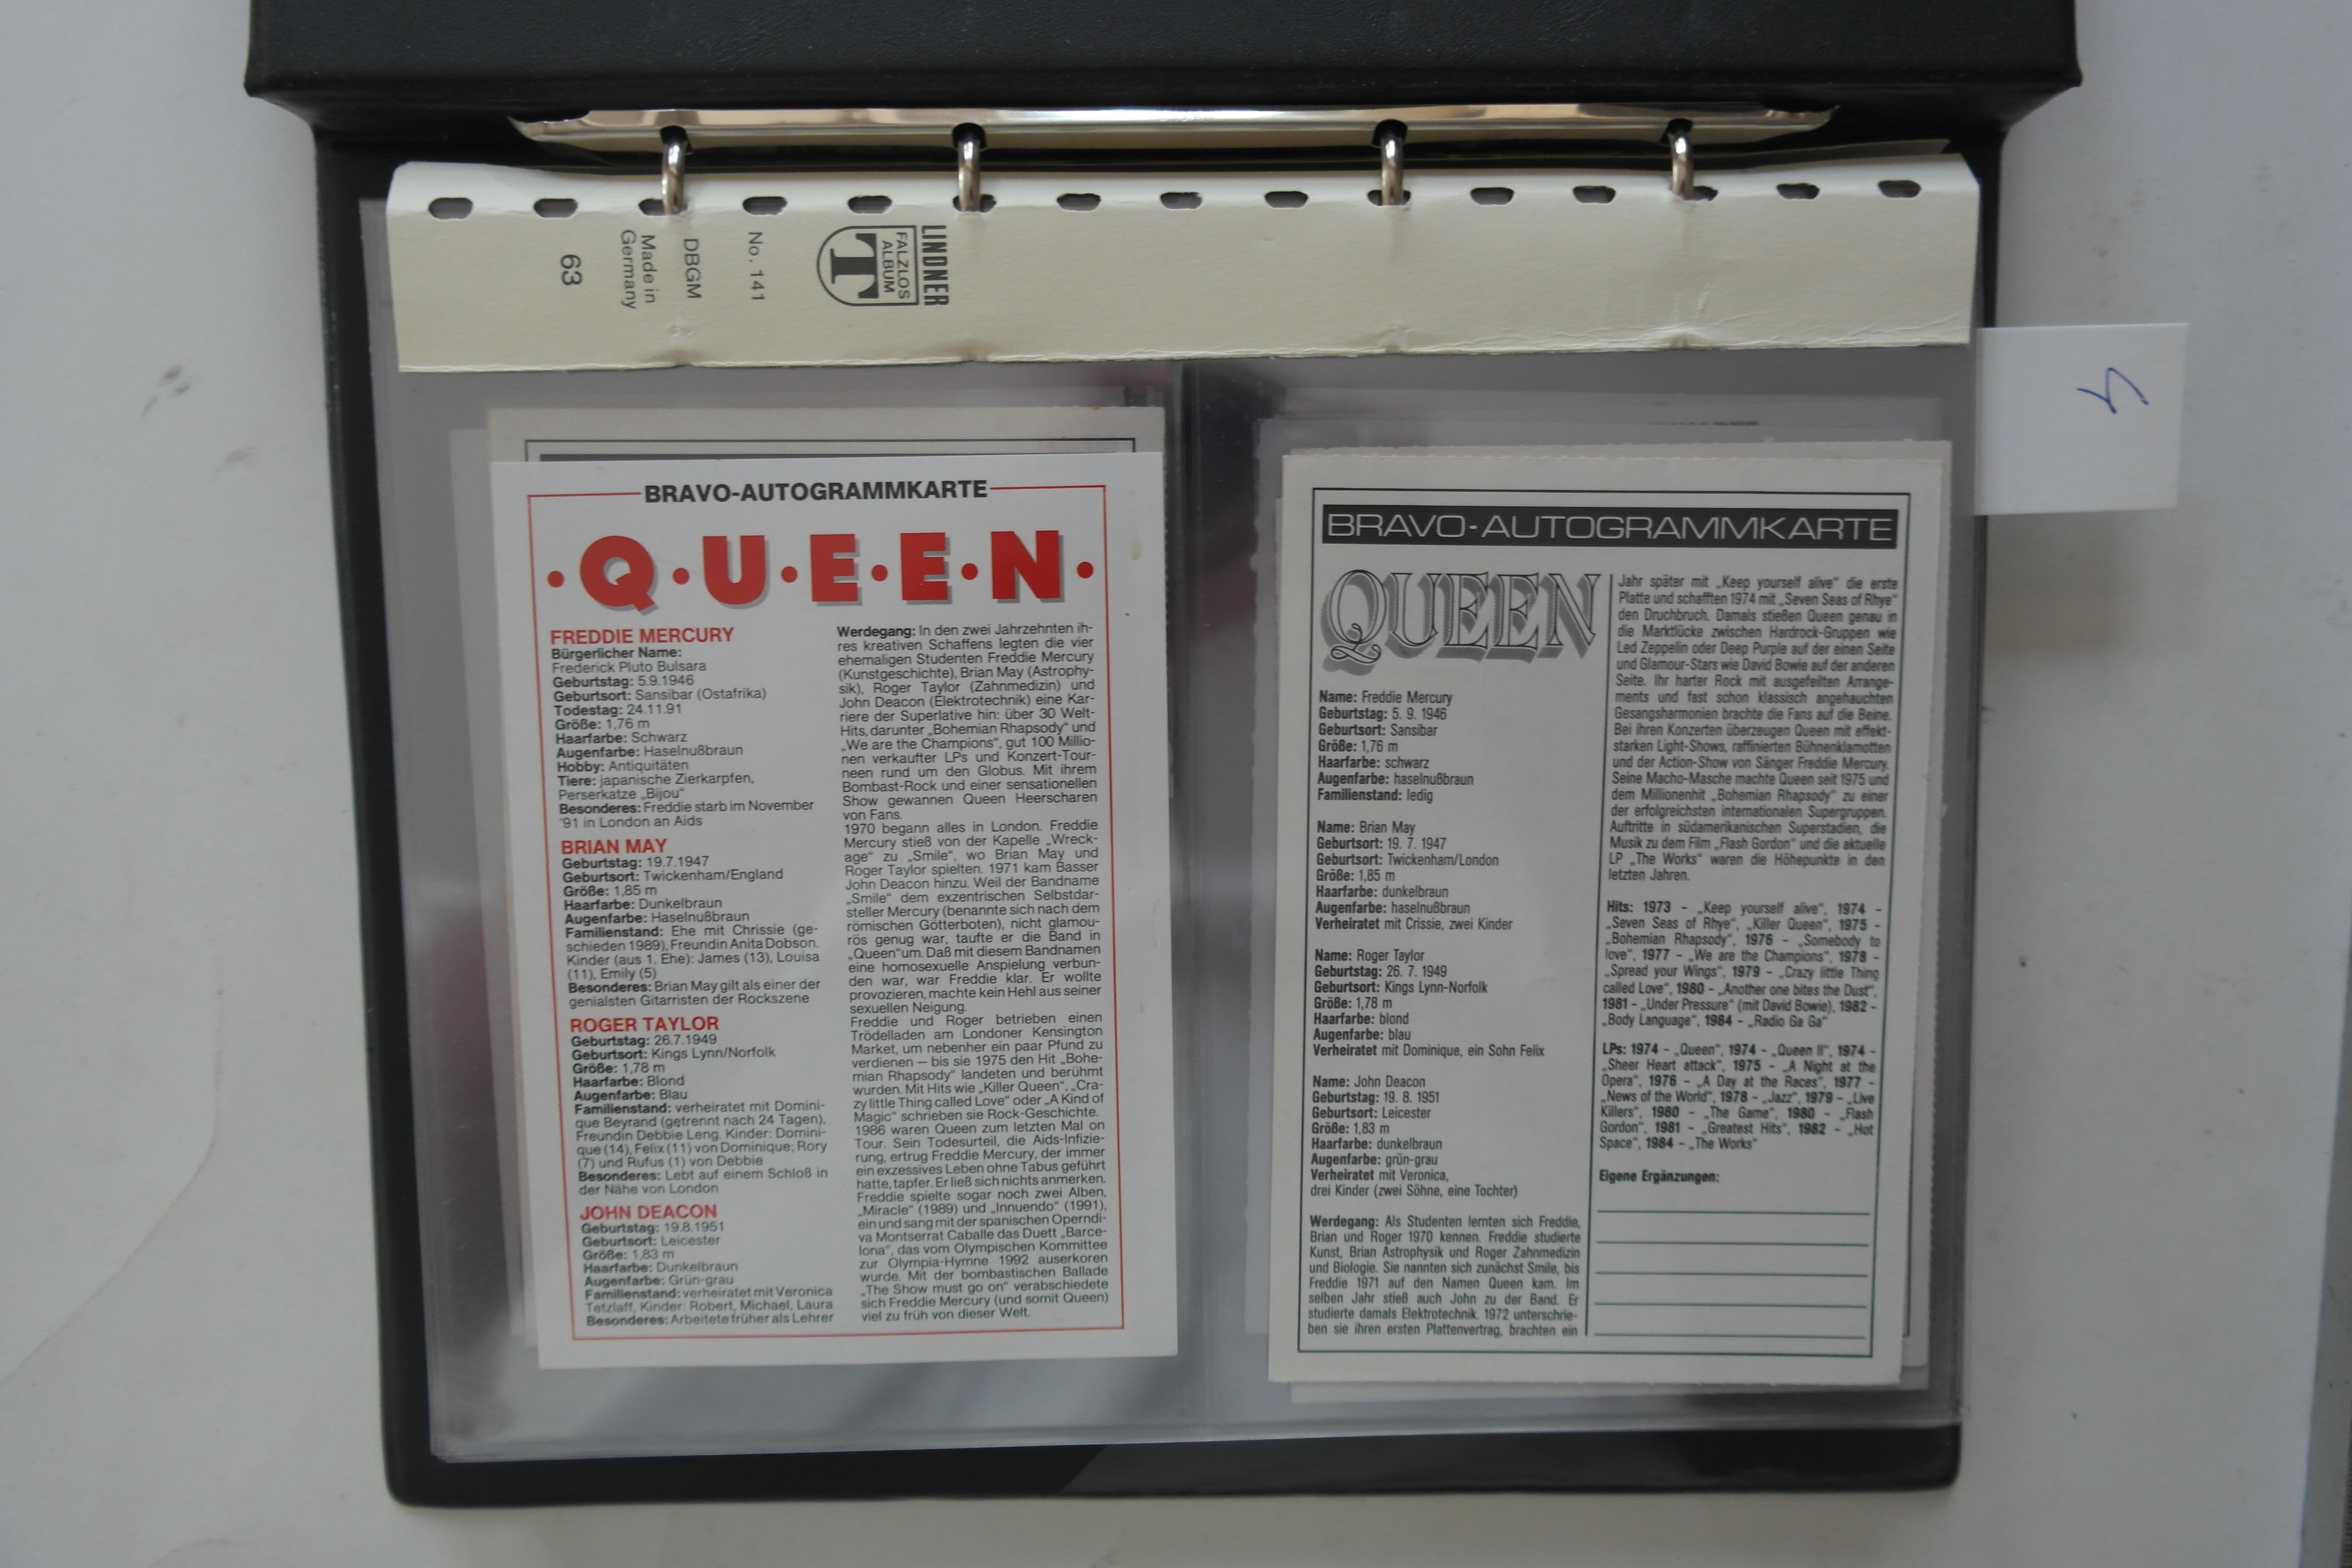 LINDNER
FALZLOS
ALBUM
T
No. 141
DBGM
Made in
Germany
63
BRAVO-AUTOGRAMMKARTE
·Q·U·E·E·N·
FREDDIE MERCURY
Bürgerlicher Name:
Frederick Pluto Bulsara
Geburtstag: 5.9.1946
Geburtsort: Sansibar (Ostafrika)
Todestag: 24.11.91
Größe: 1,76 m
Haarfarbe: Schwarz
Augenfarbe: Haselnußbraun
Hobby: Antiquitäten
Tiere: japanische Zierkarpfen,
Perserkatze „Bijou“
Besonderes: Freddie starb im November
'91 in London an Aids
BRIAN MAY
Geburtstag: 19.7.1947
Geburtsort: Twickenham/England
Größe: 1,85 m
Haarfarbe: Dunkelbraun
Augenfarbe: Haselnußbraun
Familienstand: Ehe mit Chrissie (ge-
schieden 1989), Freundin Anita Dobson.
Kinder (aus 1. Ehe): James (13), Louisa
(11), Emily (5)
Besonderes: Brian May gilt als einer der
genialsten Gitarristen der Rockszene
ROGER TAYLOR
Geburtstag: 26.7.1949
Geburtsort: Kings Lynn/Norfolk
Größe: 1,78 m
Haarfarbe: Blond
Augenfarbe: Blau
Familienstand: verheiratet mit Domini-
que Beyrand (getrennt nach 24 Tagen),
Freundin Debbie Leng. Kinder: Domini-
que (14), Felix (11) von Dominique; Rory
(7) und Rufus (1) von Debbie
Besonderes: Lebt auf einem Schloß in
der Nähe von London
JOHN DEACON
Geburtstag: 19.8.1951
Geburtsort: Leicester
Größe: 1,83 m
Haarfarbe: Dunkelbraun
Augenfarbe: Grün-grau
Familienstand: verheiratet mit Veronica
Tetzlaff, Kinder: Robert, Michael, Laura
Besonderes: Arbeitete früher als Lehrer
Werdegang: In den zwei Jahrzehnten ih-
res kreativen Schaffens legten die vier
ehemaligen Studenten Freddie Mercury
(Kunstgeschichte), Brian May (Astrophy-
sik), Roger Taylor (Zahnmedizin) und
John Deacon (Elektrotechnik) eine Kar-
riere der Superlative hin: über 30 Welt-
Hits, darunter „Bohemian Rhapsody“ und
„We are the Champions“, gut 100 Millio-
nen verkaufter LPs und Konzert-Tour-
neen rund um den Globus. Mit ihrem
Bombast-Rock und einer sensationellen
Show gewannen Queen Heerscharen
von Fans.
1970 begann alles in London. Freddie
Mercury stieß von der Kapelle „Wreck-
age“ zu „Smile“, wo Brian May und
Roger Taylor spielten. 1971 kam Basser
John Deacon hinzu. Weil der Bandname
„Smile“ dem exzentrischen Selbstdar-
steller Mercury (benannte sich nach dem
römischen Götterboten), nicht glamou-
rös genug war, taufte er die Band in
„Queen“um. Daß mit diesem Bandnamen
eine homosexuelle Anspielung verbun-
den war, war Freddie klar. Er wollte
provozieren, machte kein Hehl aus seiner
sexuellen Neigung.
Freddie und Roger betrieben einen
Trödelladen am Londoner Kensington
Market, um nebenher ein paar Pfund zu
verdienen – bis sie 1975 den Hit „Bohe-
mian Rhapsody“ landeten und berühmt
wurden. Mit Hits wie „Killer Queen“, „Cra-
zy little Thing called Love“ oder „A Kind of
Magic“ schrieben sie Rock-Geschichte.
1986 waren Queen zum letzten Mal on
Tour. Sein Todesurteil, die Aids-Infizie-
rung, ertrug Freddie Mercury, der immer
ein exzessives Leben ohne Tabus geführt
hatte, tapfer. Er ließ sich nichts anmerken.
Freddie spielte sogar noch zwei Alben,
„Miracle“ (1989) und „Innuendo“ (1991),
ein und sang mit der spanischen Operndi-
va Montserrat Caballe das Duett „Barce-
lona“, das vom Olympischen Kommittee
zur Olympia-Hymne 1992 auserkoren
wurde. Mit der bombastischen Ballade
„The Show must go on“ verabschiedete
sich Freddie Mercury (und somit Queen)
viel zu früh von dieser Welt.
BRAVO-AUTOGRAMMKARTE
QUEEN
Name: Freddie Mercury
Geburtstag: 5. 9. 1946
Geburtsort: Sansibar
Größe: 1,76 m
Haarfarbe: schwarz
Augenfarbe: haselnußbraun
Familienstand: ledig
Name: Brian May
Geburtsort: 19. 7. 1947
Geburtsort: Twickenham/London
Größe: 1,85 m
Haarfarbe: dunkelbraun
Augenfarbe: haselnußbraun
Verheiratet mit Crissie, zwei Kinder
Name: Roger Taylor
Geburtstag: 26. 7. 1949
Geburtsort: Kings Lynn-Norfolk
Größe: 1,78 m
Haarfarbe: blond
Augenfarbe: blau
Verheiratet mit Dominique, ein Sohn Felix
Name: John Deacon
Geburtstag: 19. 8. 1951
Geburtsort: Leicester
Größe: 1,83 m
Haarfarbe: dunkelbraun
Augenfarbe: grün-grau
Verheiratet mit Veronica,
drei Kinder (zwei Söhne, eine Tochter)
Werdegang: Als Studenten lernten sich Freddie,
Brian und Roger 1970 kennen. Freddie studierte
Kunst, Brian Astrophysik und Roger Zahnmedizin
und Biologie. Sie nannten sich zunächst Smile, bis
Freddie 1971 auf den Namen Queen kam. Im
selben Jahr stieß auch John zu der Band. Er
studierte damals Elektrotechnik. 1972 unterschrie-
ben sie ihren ersten Plattenvertrag, brachten ein
Jahr später mit „Keep yourself alive“ die erste
Platte und schafften 1974 mit „Seven Seas of Rhye“
den Druchbruch. Damals stießen Queen genau in
die Marktlücke zwischen Hardrock-Gruppen wie
Led Zeppelin oder Deep Purple auf der einen Seite
und Glamour-Stars wie David Bowie auf der anderen
Seite. Ihr harter Rock mit ausgefeilten Arrange-
ments und fast schon klassisch angehauchten
Gesangsharmonien brachte die Fans auf die Beine.
Bei ihren Konzerten überzeugen Queen mit effekt-
starken Light-Shows, raffinierten Bühnenklamotten
und der Action-Show von Sänger Freddie Mercury.
Seine Macho-Masche machte Queen seit 1975 und
dem Millionenhit „Bohemian Rhapsody“ zu einer
der erfolgreichsten internationalen Supergruppen.
Auftritte in südamerikanischen Superstadien, die
Musik zu dem Film „Flash Gordon“ und die aktuelle
LP „The Works“ waren die Höhepunkte in den
letzten Jahren.
Hits: 1973 – „Keep yourself alive“, 1974 –
„Seven Seas of Rhye“, „Killer Queen“, 1975 –
„Bohemian Rhapsody“, 1976 – „Somebody to
love“, 1977 – „We are the Champions“, 1978 –
„Spread your Wings“, 1979 – „Crazy little Thing
called Love“, 1980 – „Another one bites the Dust“,
1981 – „Under Pressure“ (mit David Bowie), 1982 –
„Body Language“, 1984 – „Radio Ga Ga“
LPs: 1974 – „Queen“, 1974 – „Queen II“, 1974 –
„Sheer Heart attack“, 1975 – „A Night at the
Opera“, 1976 – „A Day at the Races“, 1977 –
„News of the World“, 1978 – „Jazz“, 1979 – „Live
Killers“, 1980 – „The Game“, 1980 – „Flash
Gordon“, 1981 – „Greatest Hits“, 1982 – „Hot
Space“, 1984 – „The Works“
Eigene Ergänzungen: